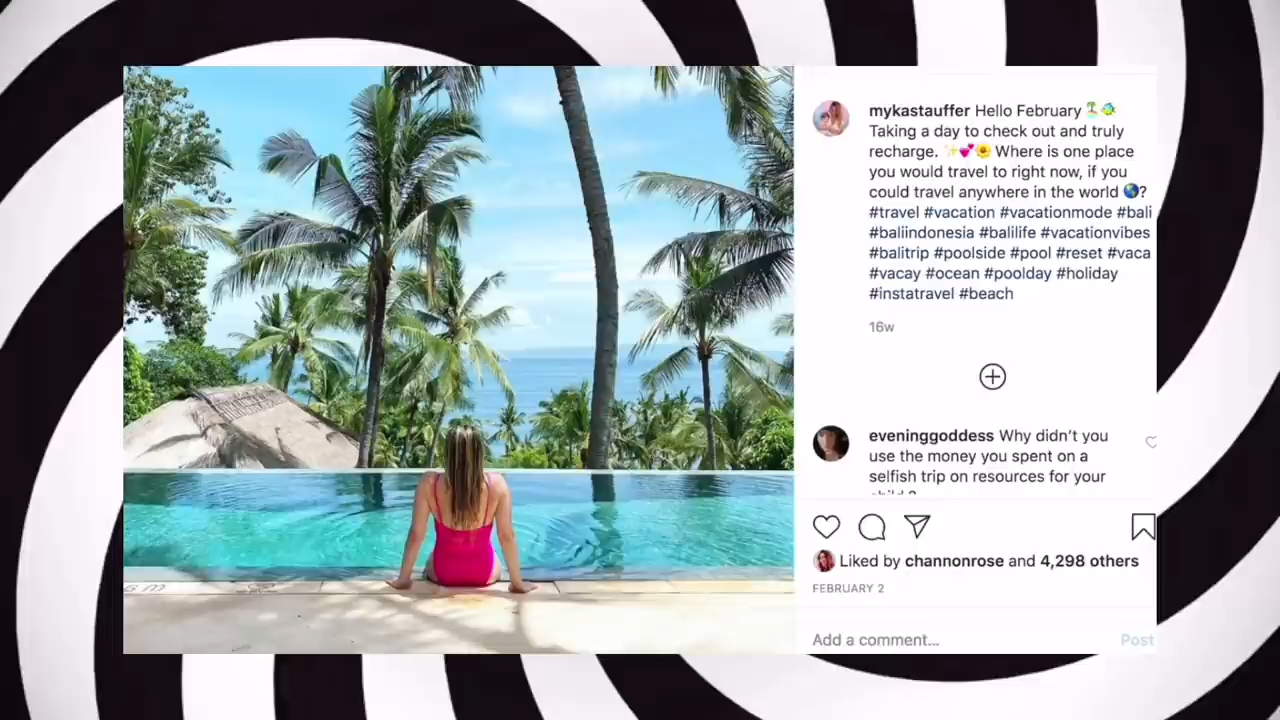 mykastauffer Hello February 🏝️🐠
Taking a day to check out and truly
recharge. ✨💕🌼 Where is one place
you would travel to right now, if you
could travel anywhere in the world 🌎?
#travel #vacation #vacationmode #bali
#baliindonesia #balilife #vacationvibes
#balitrip #poolside #pool #reset #vaca
#vacay #ocean #poolday #holiday
#instatravel #beach
16w
eveninggoddess Why didn't you
use the money you spent on a
selfish trip on resources for your
Liked by channonrose and 4,298 others
FEBRUARY 2
Add a comment...
Post